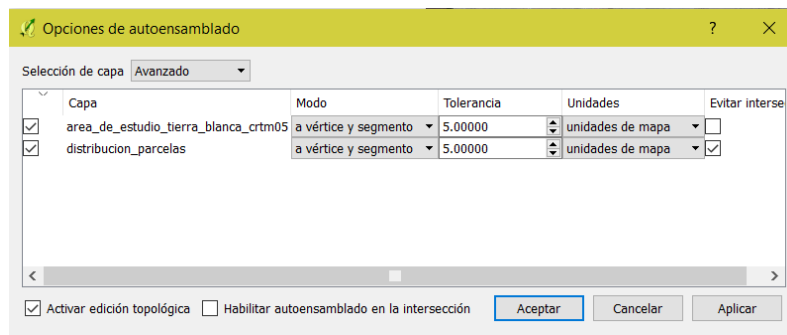 Opciones de autoensamblado ?
Selección de capa Avanzado
Capa Modo Tolerancia Unidades Evitar interse
area_de_estudio_tierra_blanca_crtm05 a vértice y segmento 5.00000 unidades de mapa
distribucion_parcelas a vértice y segmento 5.00000 unidades de mapa
Activar edición topológica Habilitar autoensamblado en la intersección Aceptar Cancelar Aplicar